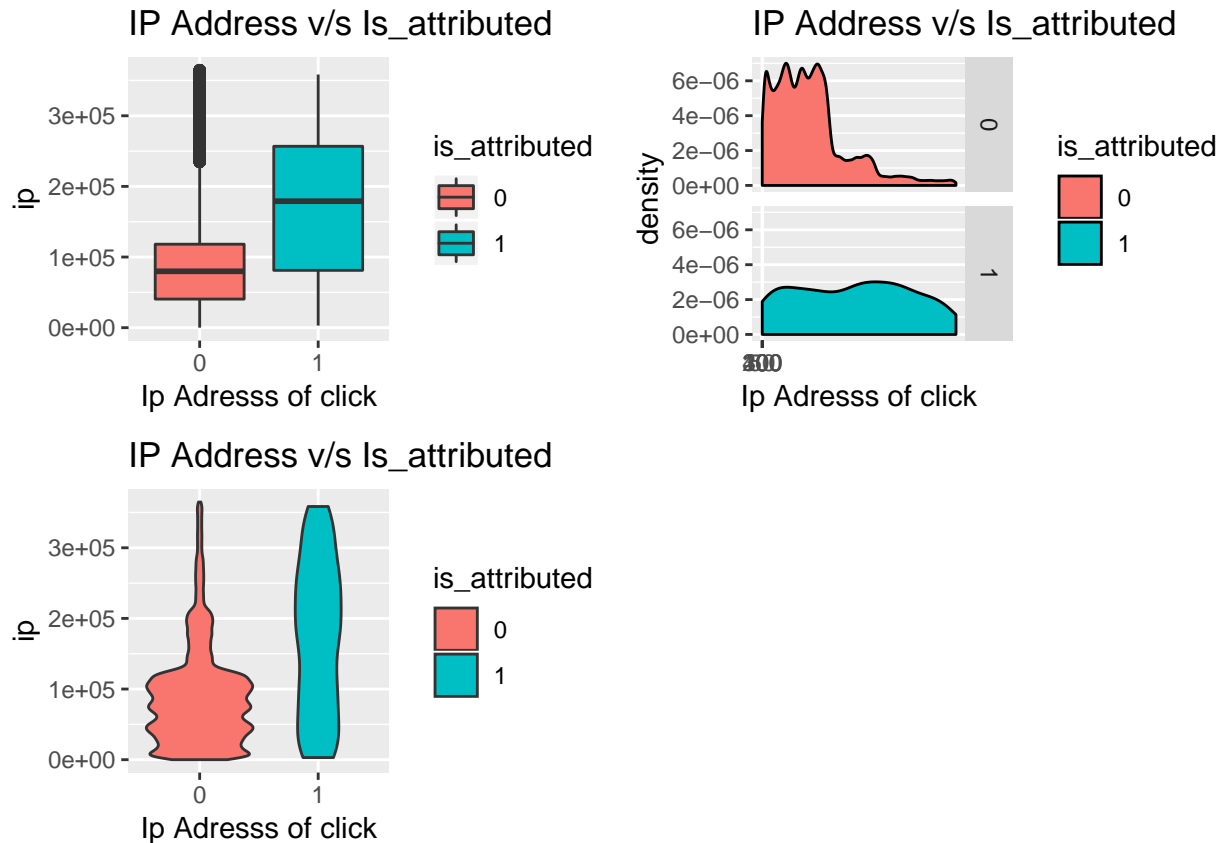 IP Address v/s Is_attributed
3e+05
2e+05
1e+05
0e+00
ip
0
1
Ip Adresss of click
is_attributed
0
1
IP Address v/s Is_attributed
6e−06
4e−06
2e−06
0e+00
6e−06
4e−06
2e−06
0e+00
density
0
1
Ip Adresss of click
is_attributed
0
1
IP Address v/s Is_attributed
3e+05
2e+05
1e+05
0e+00
ip
0
1
Ip Adresss of click
is_attributed
0
1